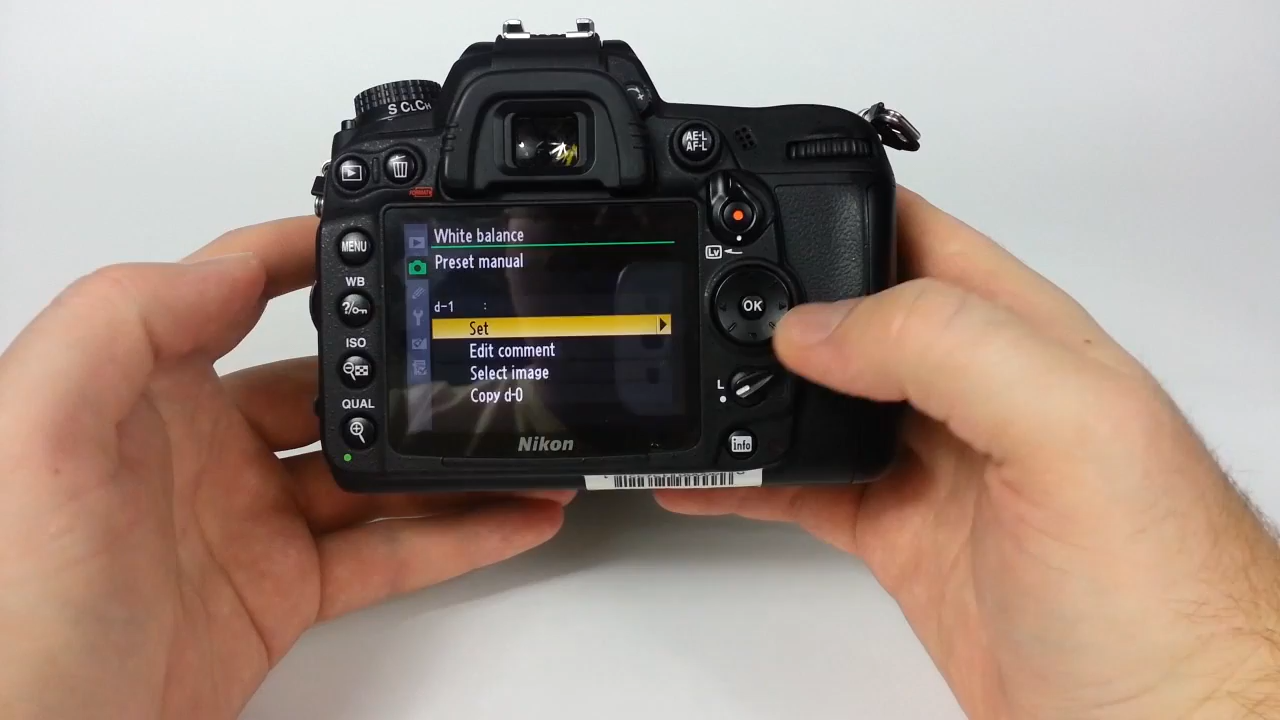 S CL CH
AE-L
AF-L
FORMAT
MENU
WB
ISO
QUAL
White balance
Preset manual
d-1 :
Set
Edit comment
Select image
Copy d-0
Nikon
Lv
OK
L
info